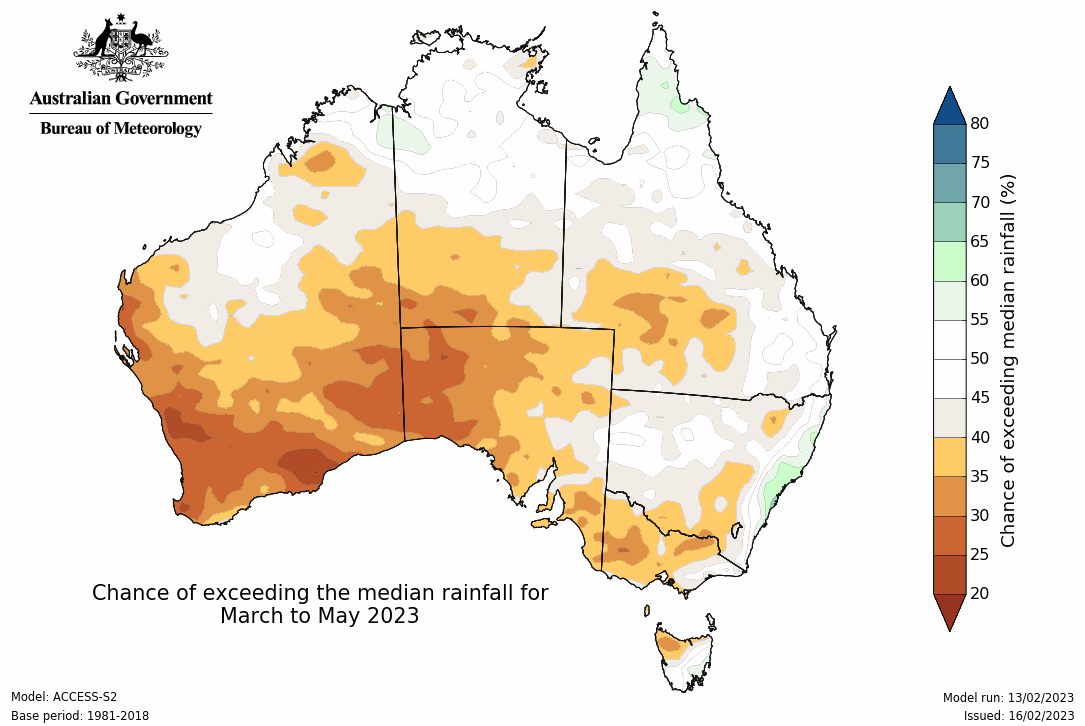 AUSTRALIA
Australian Government
Bureau of Meteorology
80
75
70
65
60
55
50
45
40
35
30
25
20
Chance of exceeding median rainfall (%)
Chance of exceeding the median rainfall for
March to May 2023
Model: ACCESS-S2
Base period: 1981-2018
Model run: 13/02/2023
Issued: 16/02/2023